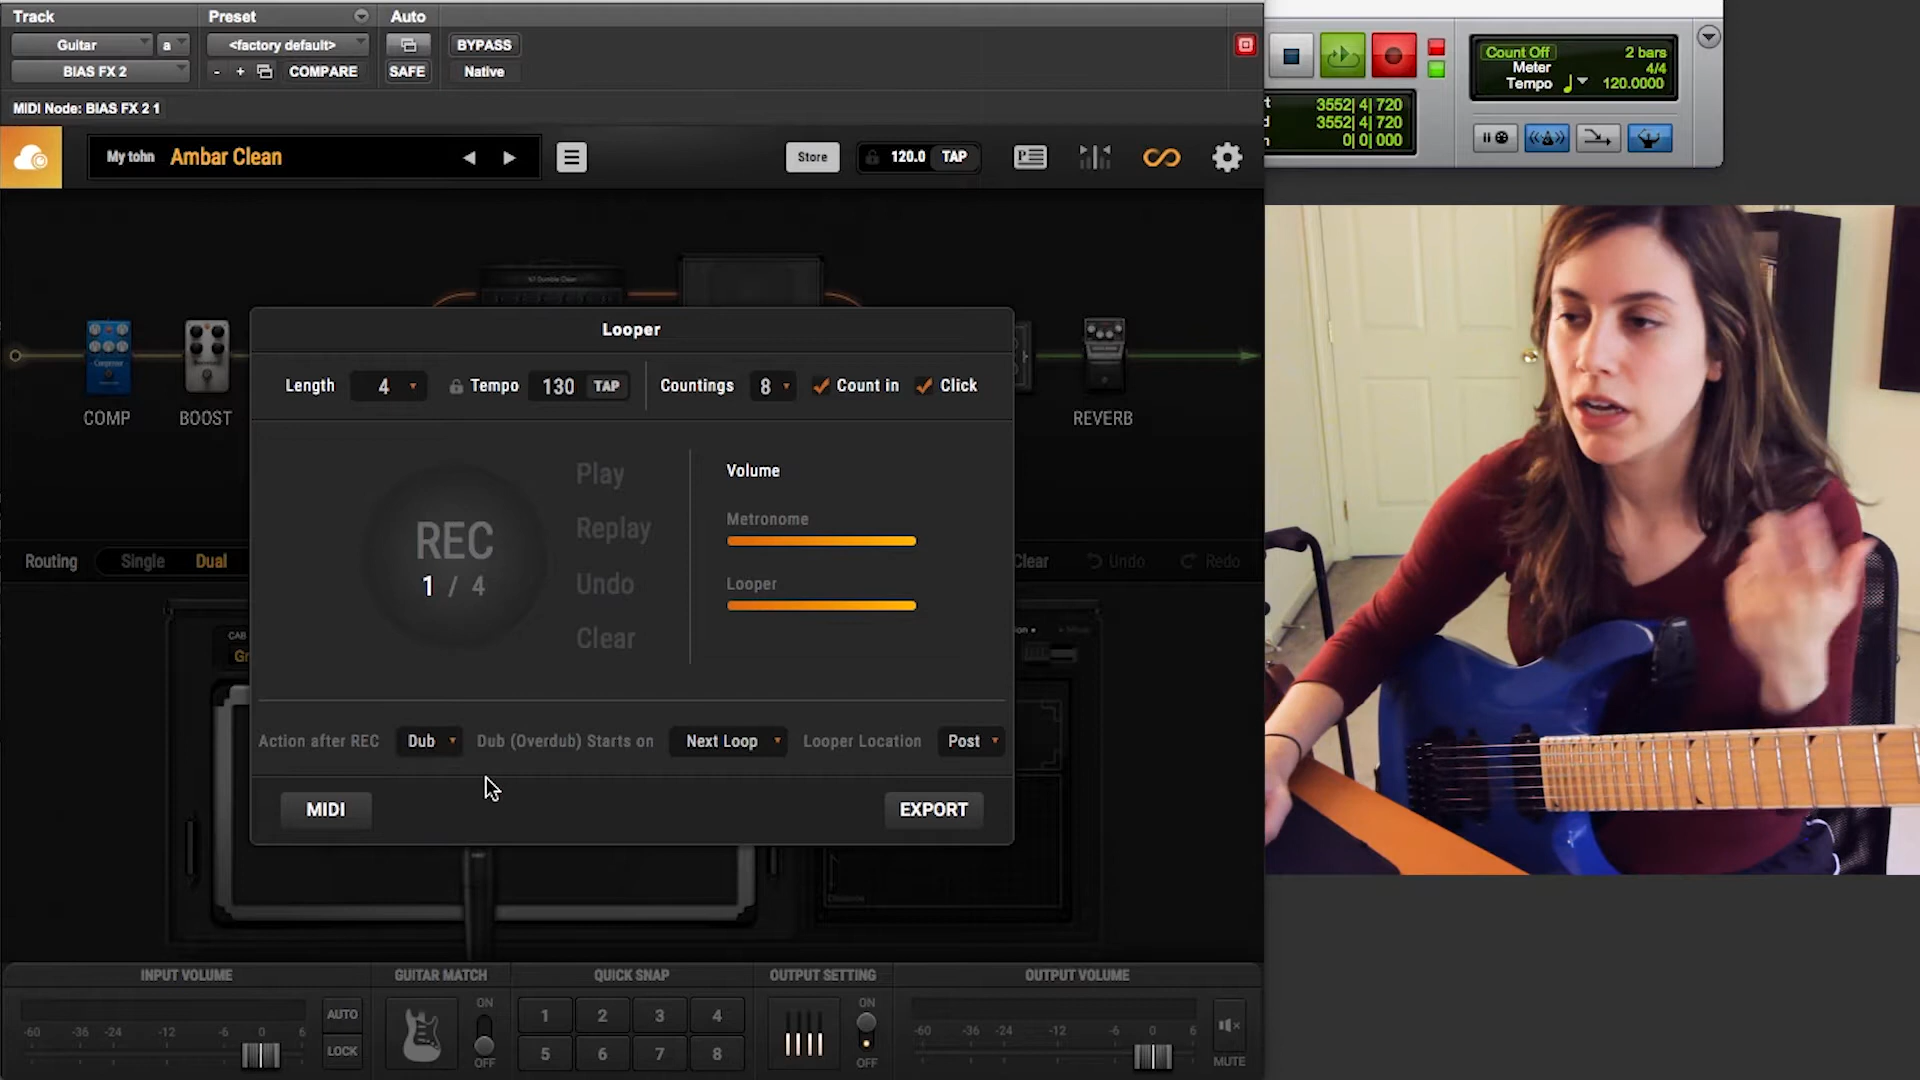 Track
Preset
Auto
Guitar
a
<factory default>
BYPASS
BIAS FX 2
- + COMPARE
SAFE
Native
MIDI Node: BIAS FX 2 1
Count Off 2 bars
Meter 4/4
Tempo 120.0000
t 3552| 4| 720
d 3552| 4| 720
0| 0| 000
My tohn Ambar Clean
Store
120.0 TAP
COMP
BOOST
REVERB
Looper
Length 4
Tempo 130 TAP
Countings 8
Count in
Click
REC
1 / 4
Play
Replay
Undo
Clear
Volume
Metronome
Looper
Routing Single Dual
Clear Undo Redo
CAB
Gr
Action after REC Dub
Dub (Overdub) Starts on Next Loop
Looper Location Post
MIDI
EXPORT
INPUT VOLUME
-60 -36 -24 -12 -6 0 6
AUTO
LOCK
GUITAR MATCH
ON
OFF
QUICK SNAP
1 2 3 4
5 6 7 8
OUTPUT SETTING
ON
OFF
OUTPUT VOLUME
-60 -36 -24 -12 -6 0 6
MUTE